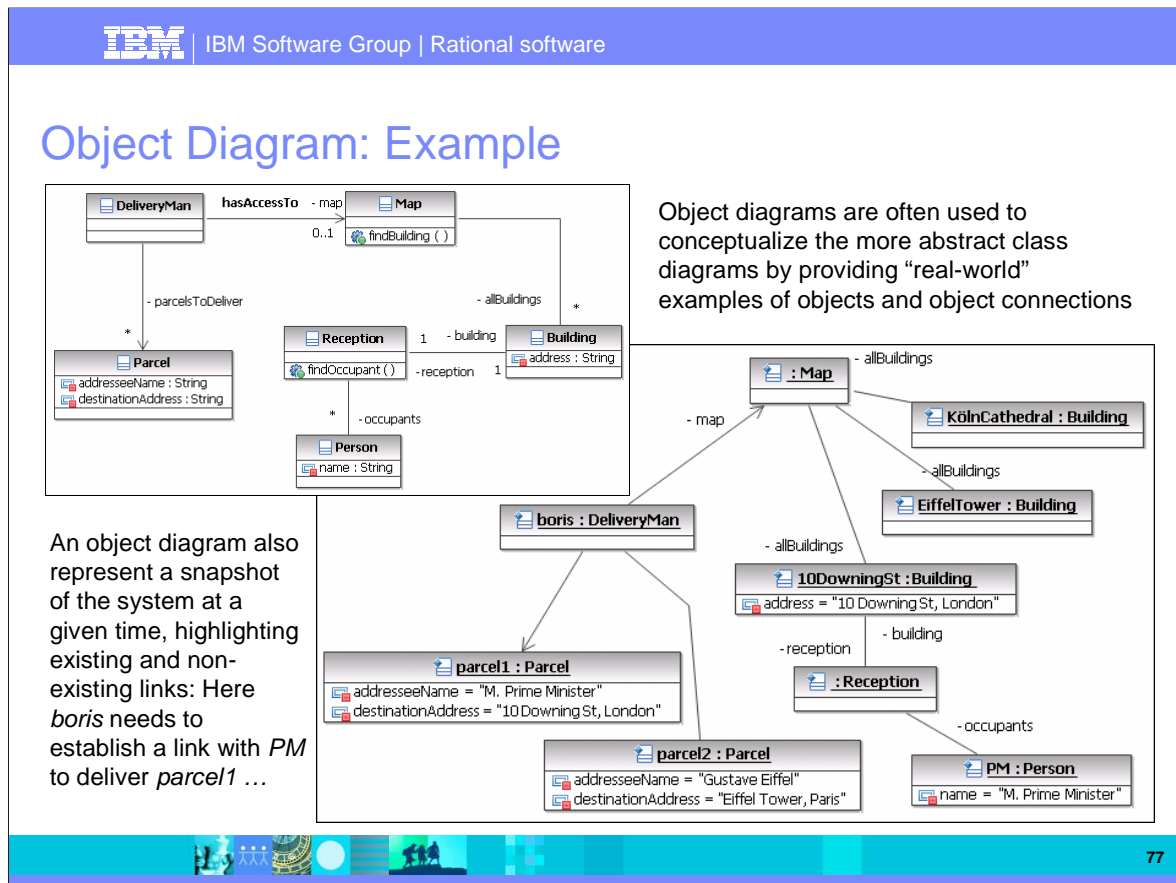 IBM | IBM Software Group | Rational software
Object Diagram: Example
DeliveryMan
hasAccessTo
- map
0..1
Map
findBuilding ( )
- parcelsToDeliver
*
- allBuildings
*
Parcel
addresseeName : String
destinationAddress : String
Reception
findOccupant ( )
1
- building
-reception
1
Building
address : String
*
-occupants
Person
name : String
Object diagrams are often used to
conceptualize the more abstract class
diagrams by providing “real-world”
examples of objects and object connections
An object diagram also
represent a snapshot
of the system at a
given time, highlighting
existing and non-
existing links: Here
boris needs to
establish a link with PM
to deliver parcel1 …
: Map
- allBuildings
KölnCathedral : Building
- map
- allBuildings
EiffelTower : Building
boris : DeliveryMan
- allBuildings
10DowningSt :Building
address = "10 Downing St, London"
- building
-reception
:Reception
-occupants
parcel1 : Parcel
addresseeName = "M. Prime Minister"
destinationAddress = "10 Downing St, London"
parcel2 : Parcel
addresseeName = "Gustave Eiffel"
destinationAddress = "Eiffel Tower, Paris"
PM : Person
name = "M. Prime Minister"
77